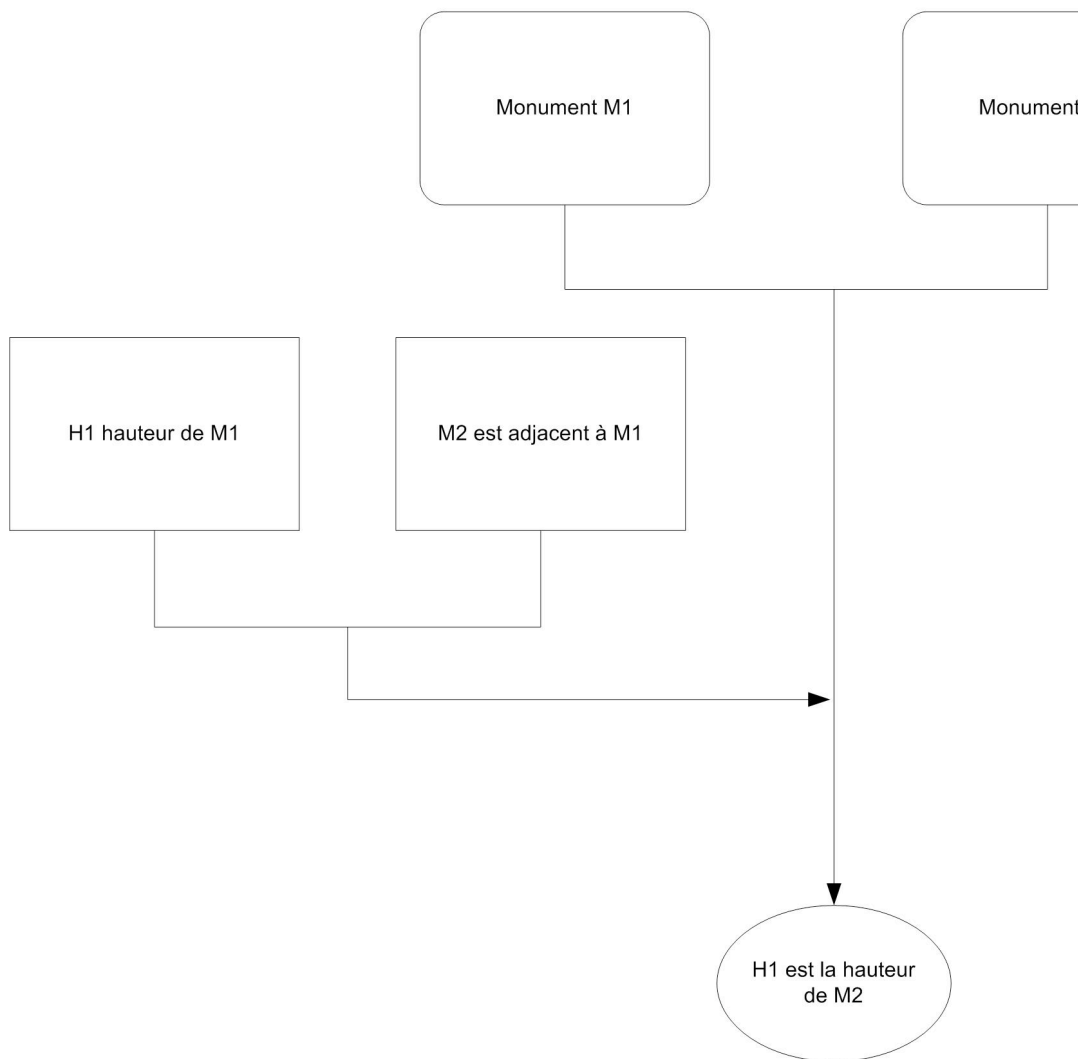 Monument M1
Monument
H1 hauteur de M1
M2 est adjacent à M1
H1 est la hauteur
de M2